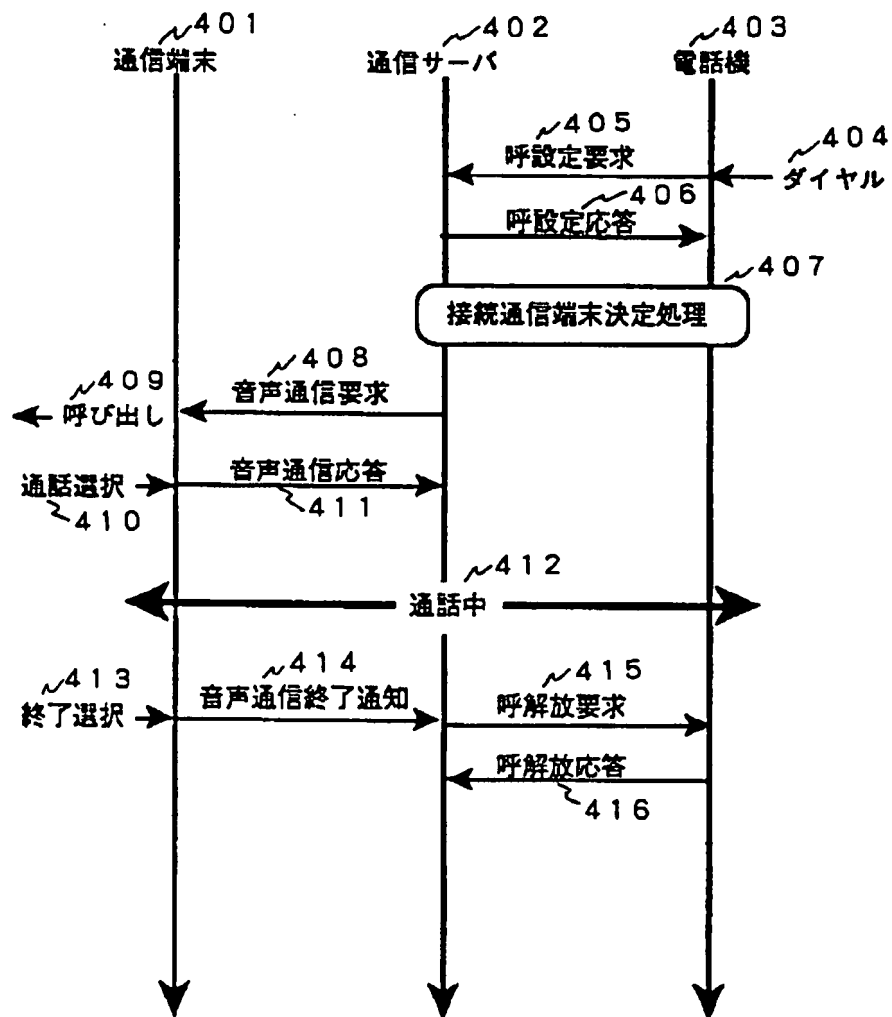 401
通信端末
402
通信サーバ
403
電話機
404
ダイヤル
405
呼設定要求
406
呼設定応答
407
接続通信端末決定処理
408
音声通信要求
409
呼び出し
通話選択
410
音声通信応答
411
412
通話中
413
終了選択
414
音声通信終了通知
415
呼解放要求
呼解放応答
416